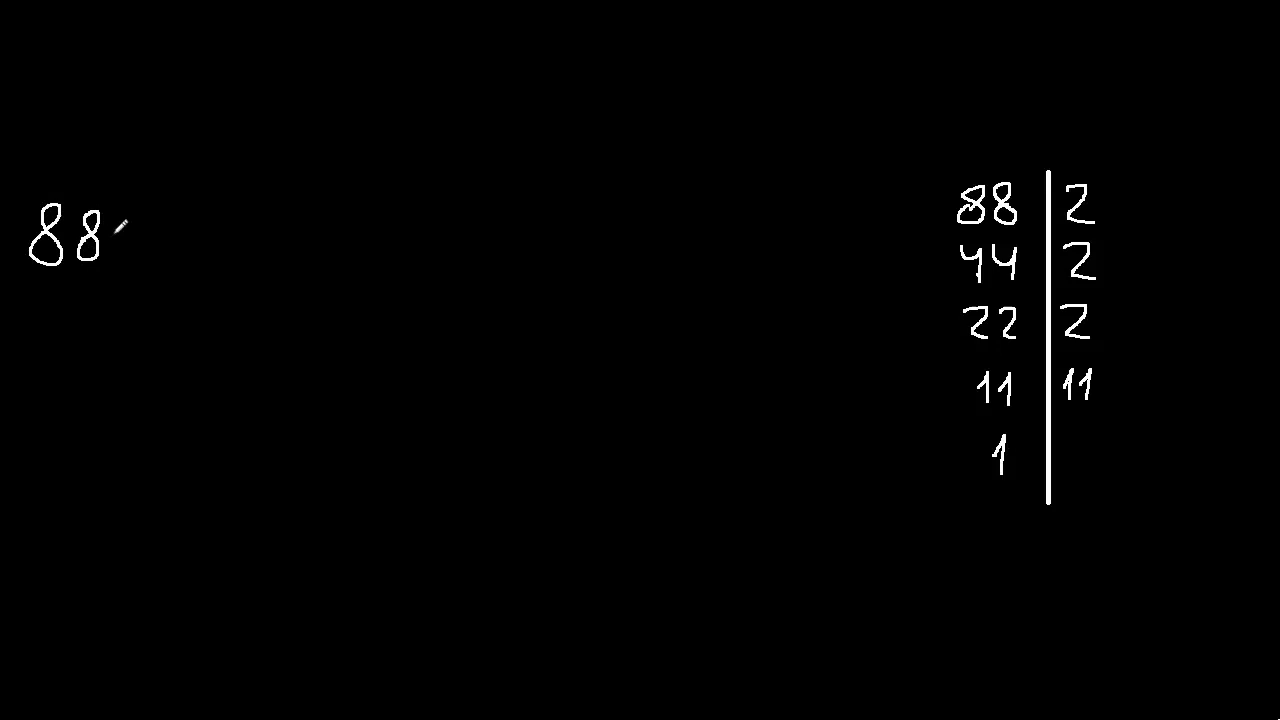 88
88 | 2
44 | 2
22 | 2
11 | 11
1 |